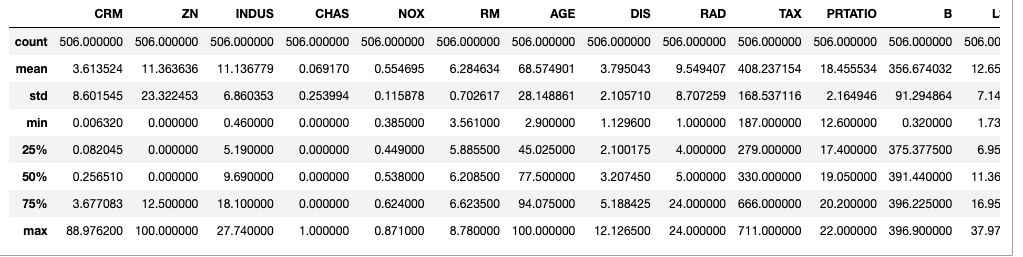 CRM ZN INDUS CHAS NOX RM AGE DIS RAD TAX PRTATIO B
count 506.000000 506.000000 506.000000 506.000000 506.000000 506.000000 506.000000 506.000000 506.000000 506.000000 506.000000 506.000000 506.00
mean 3.613524 11.363636 11.136779 0.069170 0.554695 6.284634 68.574901 3.795043 9.549407 408.237154 18.455534 356.674032 12.65
std 8.601545 23.322453 6.860353 0.253994 0.115878 0.702617 28.148861 2.105710 8.707259 168.537116 2.164946 91.294864 7.14
min 0.006320 0.000000 0.460000 0.000000 0.385000 3.561000 2.900000 1.129600 1.000000 187.000000 12.600000 0.320000 1.73
25% 0.082045 0.000000 5.190000 0.000000 0.449000 5.885500 45.025000 2.100175 4.000000 279.000000 17.400000 375.377500 6.95
50% 0.256510 0.000000 9.690000 0.000000 0.538000 6.208500 77.500000 3.207450 5.000000 330.000000 19.050000 391.440000 11.36
75% 3.677083 12.500000 18.100000 0.000000 0.624000 6.623500 94.075000 5.188425 24.000000 666.000000 20.200000 396.225000 16.95
max 88.976200 100.000000 27.740000 1.000000 0.871000 8.780000 100.000000 12.126500 24.000000 711.000000 22.000000 396.900000 37.97